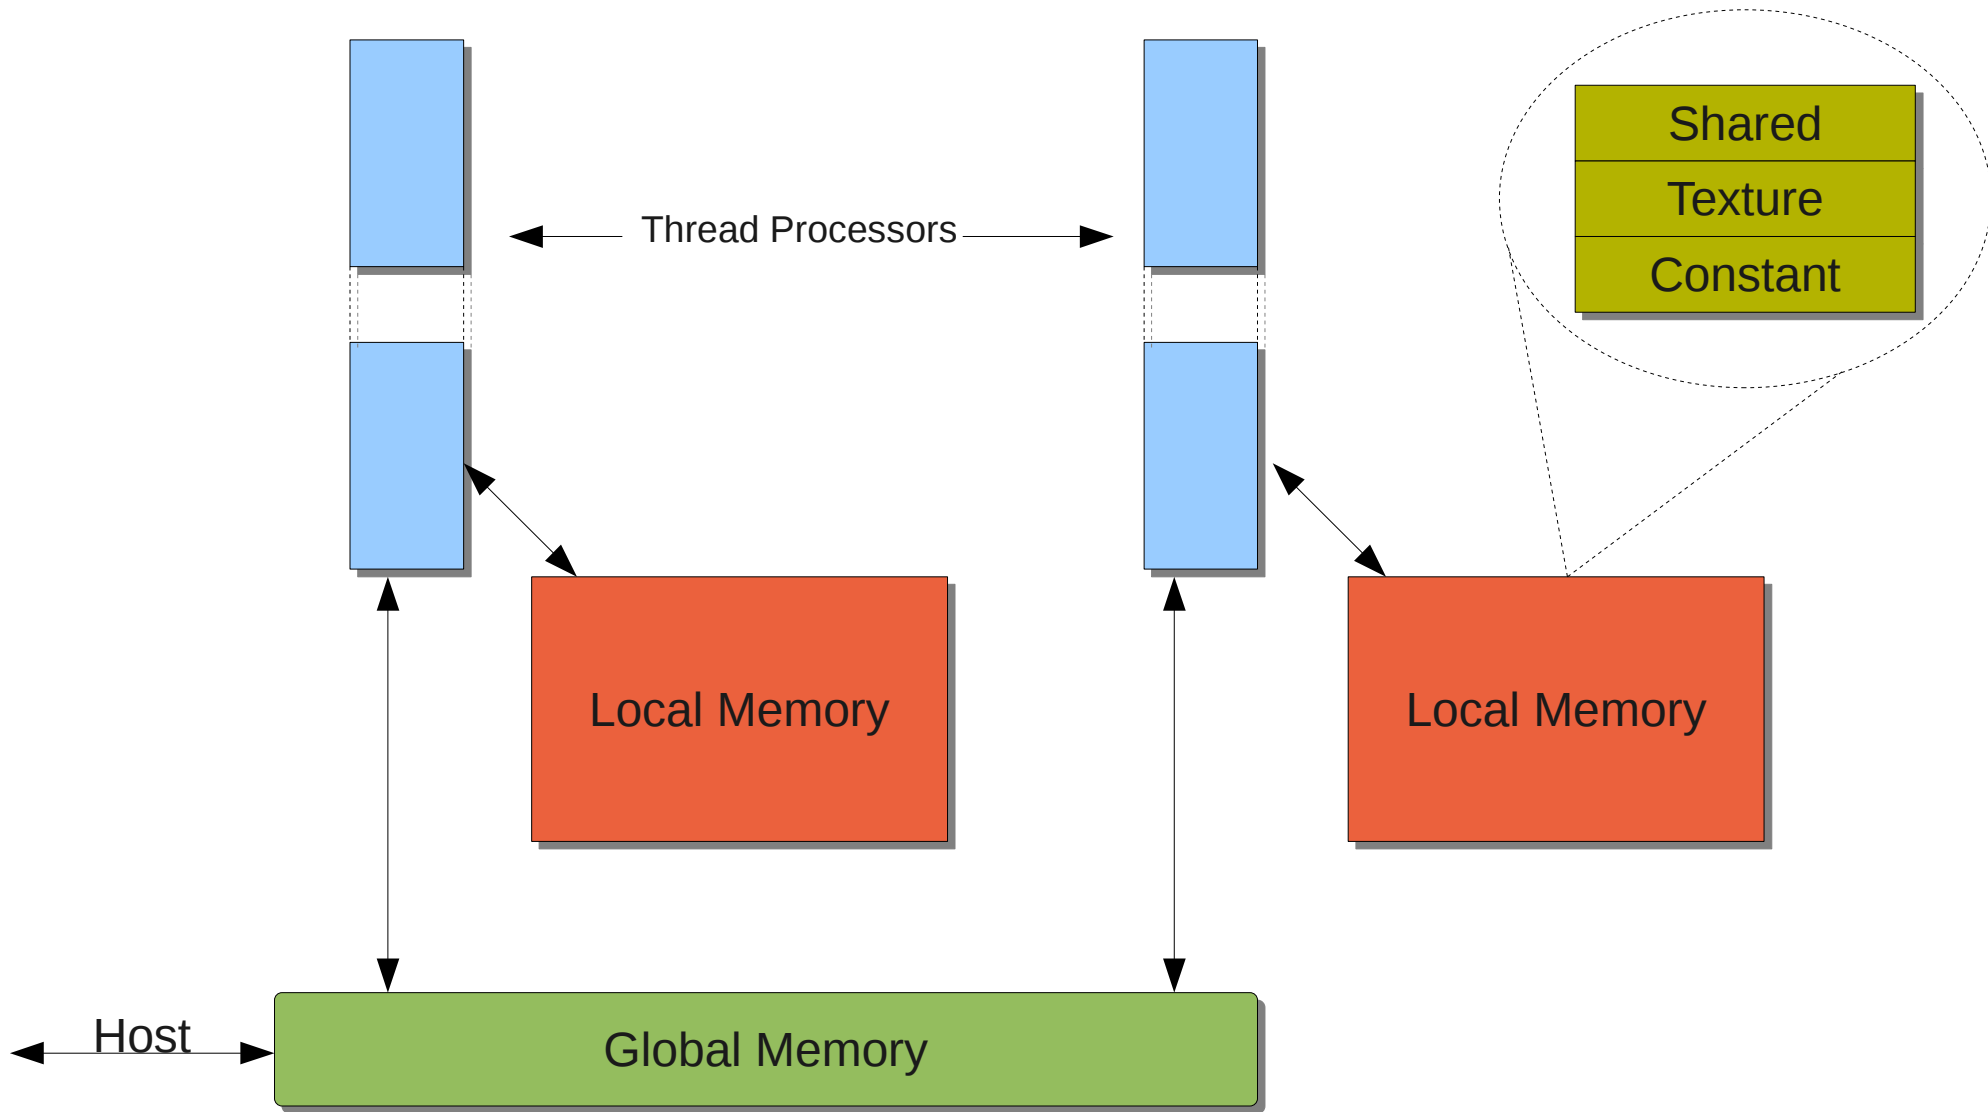 Shared
Texture
Thread Processors
Constant
Local Memory
Local Memory
Host
Global Memory